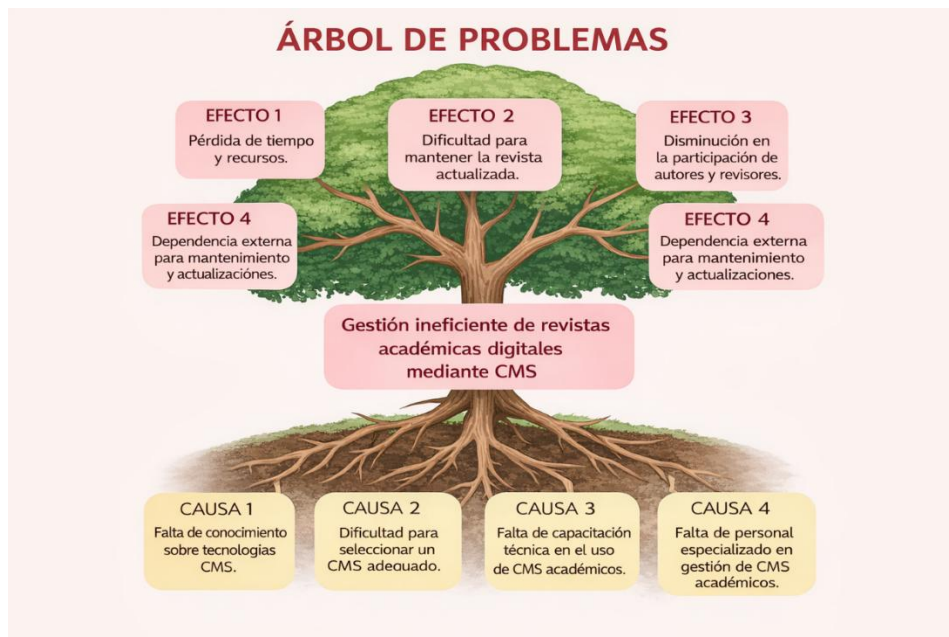 ÁRBOL DE PROBLEMAS
EFECTO 1
Pérdida de tiempo
y recursos.
EFECTO 2
Dificultad para
mantener la revista
actualizada.
EFECTO 3
Disminución en
la participación de
autores y revisores.
EFECTO 4
Dependencia externa
para mantenimiento
y actualizaciónes.
EFECTO 4
Dependencia externa
para mantenimiento
y actualizaciones.
Gestión ineficiente de revistas
académicas digitales
mediante CMS
CAUSA 1
Falta de conocimiento
sobre tecnologias
CMS.
CAUSA 2
Dificultad para
seleccionar un
CMS adecuado.
CAUSA 3
Falta de capacitación
técnica en el uso
de CMS académicos.
CAUSA 4
Falta de personal
especializado en
gestión de CMS
académicos.